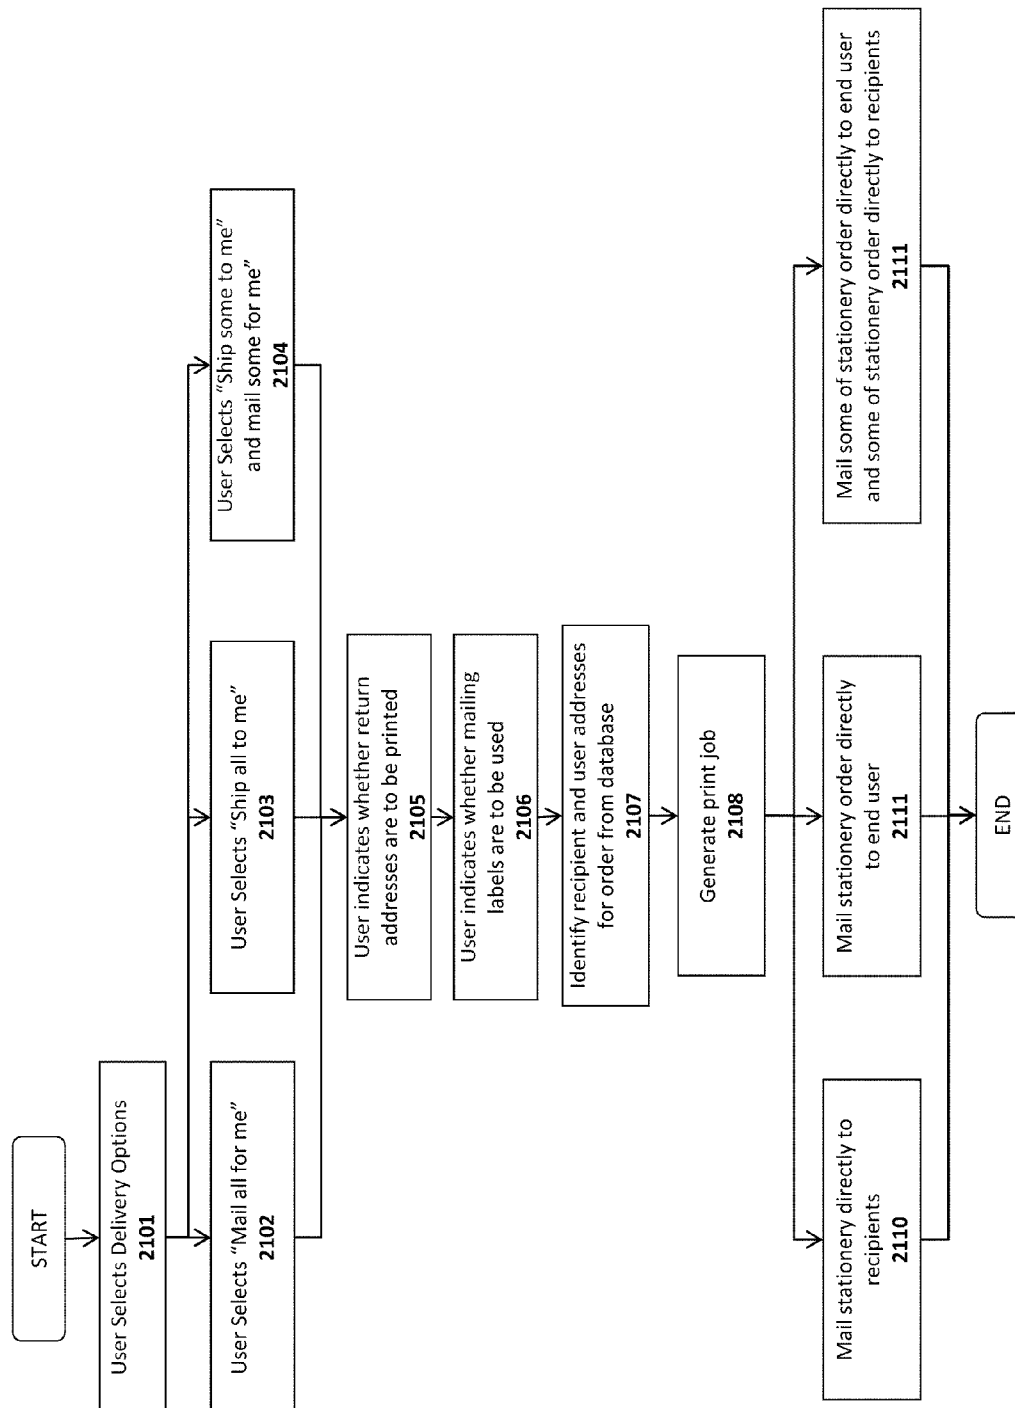 START
User Selects Delivery Options
2101
User Selects “Mail all for me”
2102
User Selects “Ship all to me”
2103
User Selects “Ship some to me”
and mail some for me”
2104
User indicates whether return
addresses are to be printed
2105
User indicates whether mailing
labels are to be used
2106
Identify recipient and user addresses
for order from database
2107
Generate print job
2108
Mail stationery directly to
recipients
2110
Mail stationery order directly
to end user
2111
Mail some of stationery order directly to end user
and some of stationery order directly to recipients
2111
END